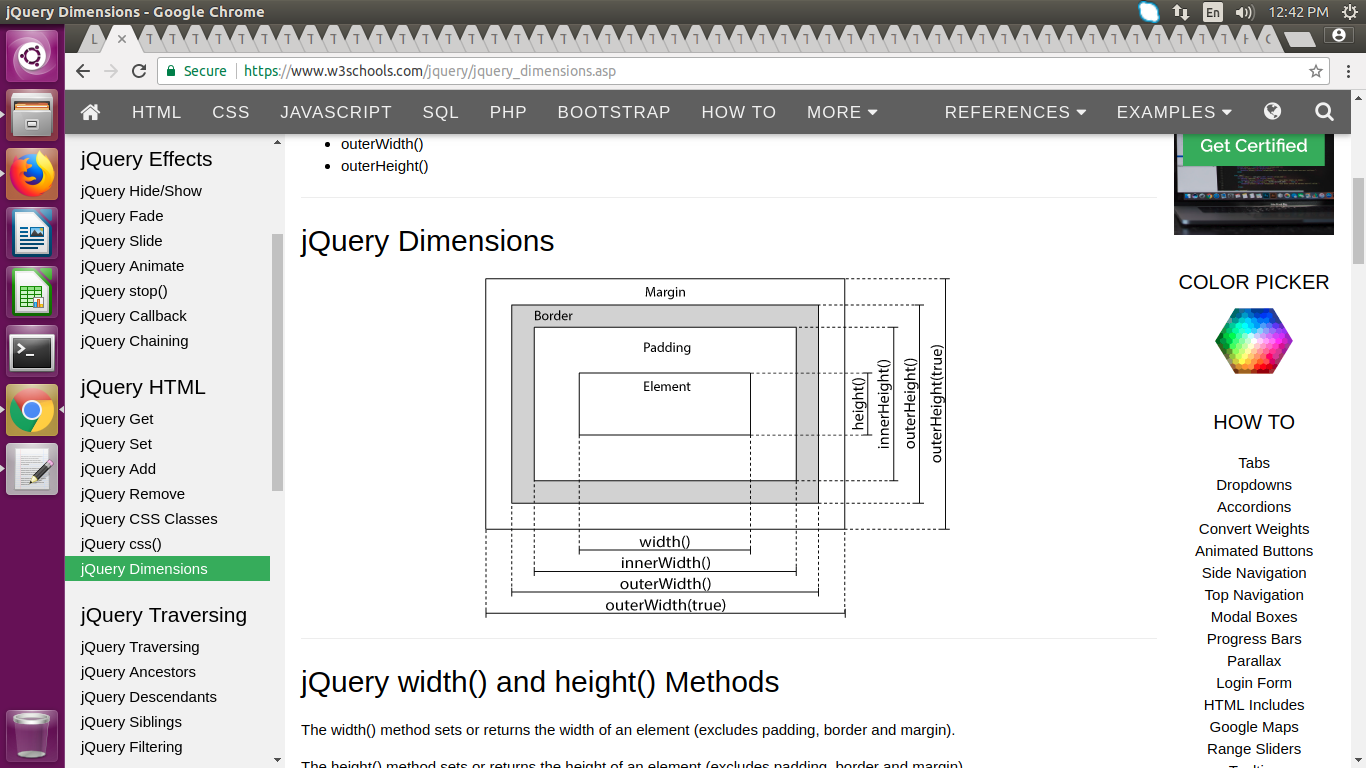 jQuery Dimensions - Google Chrome
En
12:42 PM
L T T T T T T T T T T T T T T T T T T T T T T T T T T T T T T T T T T T T T T T T T T T T T T T T H
Secure
https://www.w3schools.com/jquery/jquery_dimensions.asp
HTML
CSS
JAVASCRIPT
SQL
PHP
BOOTSTRAP
HOW TO
MORE
REFERENCES
EXAMPLES
jQuery Effects
jQuery Hide/Show
jQuery Fade
jQuery Slide
jQuery Animate
jQuery stop()
jQuery Callback
jQuery Chaining
jQuery HTML
jQuery Get
jQuery Set
jQuery Add
jQuery Remove
jQuery CSS Classes
jQuery css()
jQuery Dimensions
jQuery Traversing
jQuery Traversing
jQuery Ancestors
jQuery Descendants
jQuery Siblings
jQuery Filtering
outerWidth()
outerHeight()
jQuery Dimensions
Margin
Border
Padding
Element
height()
innerHeight()
outerHeight()
outerHeight(true)
width()
innerWidth()
outerWidth()
outerWidth(true)
jQuery width() and height() Methods
The width() method sets or returns the width of an element (excludes padding, border and margin).
The height() method sets or returns the height of an element (excludes padding, border and margin)
Get Certified
COLOR PICKER
HOW TO
Tabs
Dropdowns
Accordions
Convert Weights
Animated Buttons
Side Navigation
Top Navigation
Modal Boxes
Progress Bars
Parallax
Login Form
HTML Includes
Google Maps
Range Sliders